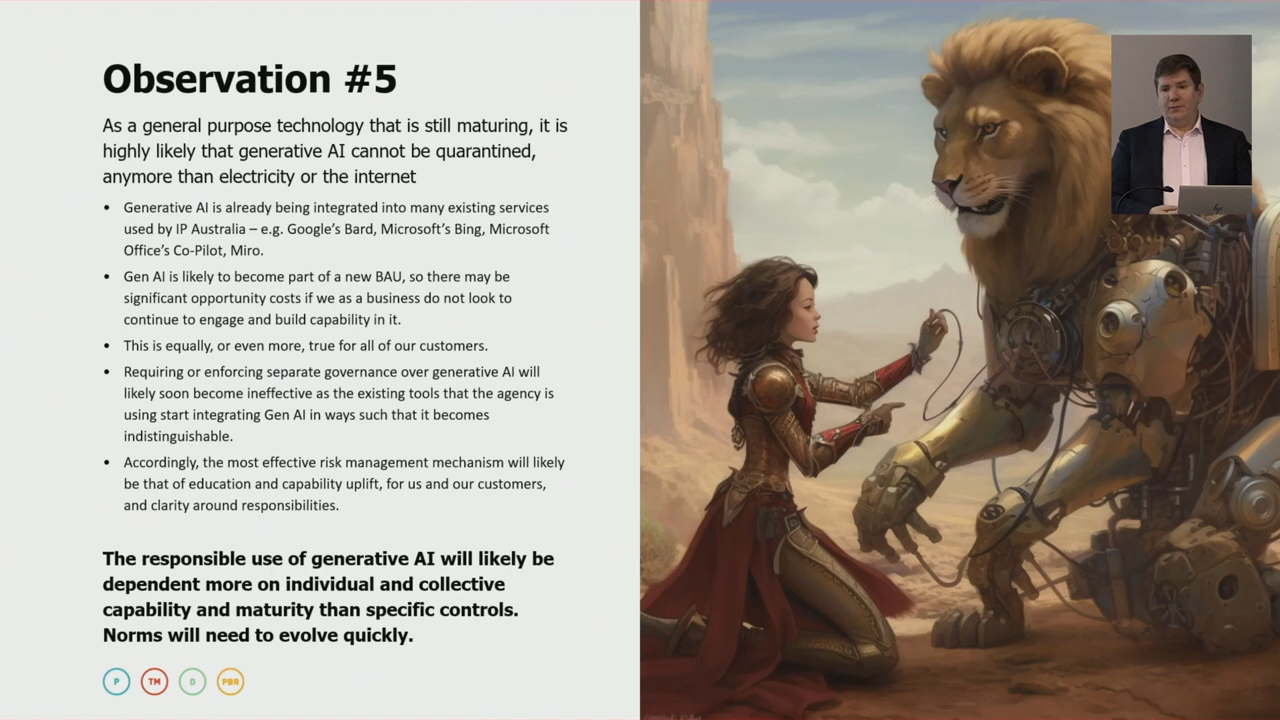 Observation #5
As a general purpose technology that is still maturing, it is
highly likely that generative AI cannot be quarantined,
anymore than electricity or the internet
• Generative AI is already being integrated into many existing services
used by IP Australia – e.g. Google's Bard, Microsoft's Bing, Microsoft
Office's Co-Pilot, Miro.
• Gen AI is likely to become part of a new BAU, so there may be
significant opportunity costs if we as a business do not look to
continue to engage and build capability in it.
• This is equally, or even more, true for all of our customers.
• Requiring or enforcing separate governance over generative AI will
likely soon become ineffective as the existing tools that the agency is
using start integrating Gen AI in ways such that it becomes
indistinguishable.
• Accordingly, the most effective risk management mechanism will likely
be that of education and capability uplift, for us and our customers,
and clarity around responsibilities.
The responsible use of generative AI will likely be
dependent more on individual and collective
capability and maturity than specific controls.
Norms will need to evolve quickly.
P TM D PBR
hp